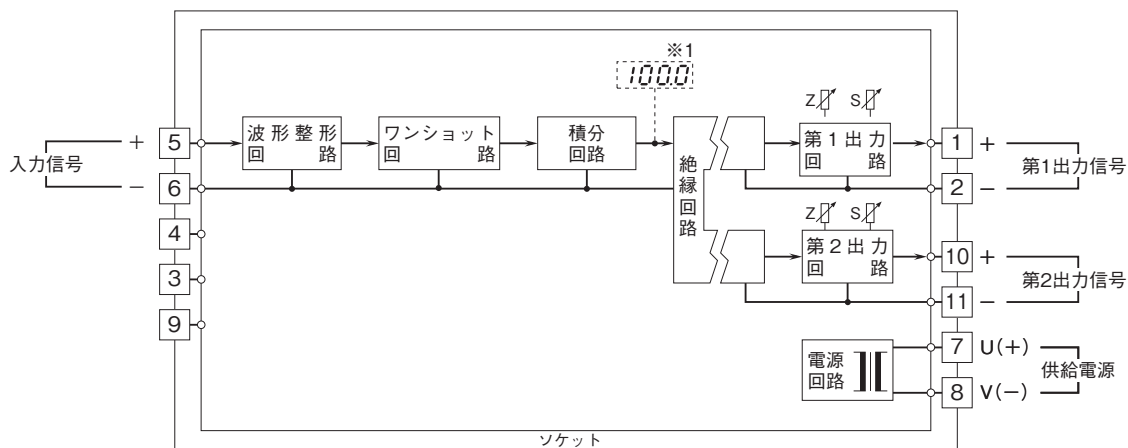 ※1
100.0
Z S
5
+
波形整形
回路
ワンショット
回路
積分
回路
絶縁回路
第1出力
回路
1
+
入力信号
第1出力信号
6
−
2
−
4
Z S
3
第2出力
回路
10
+
第2出力信号
11
−
9
電源
回路
7
U(+)
供給電源
8
V(−)
ソケット